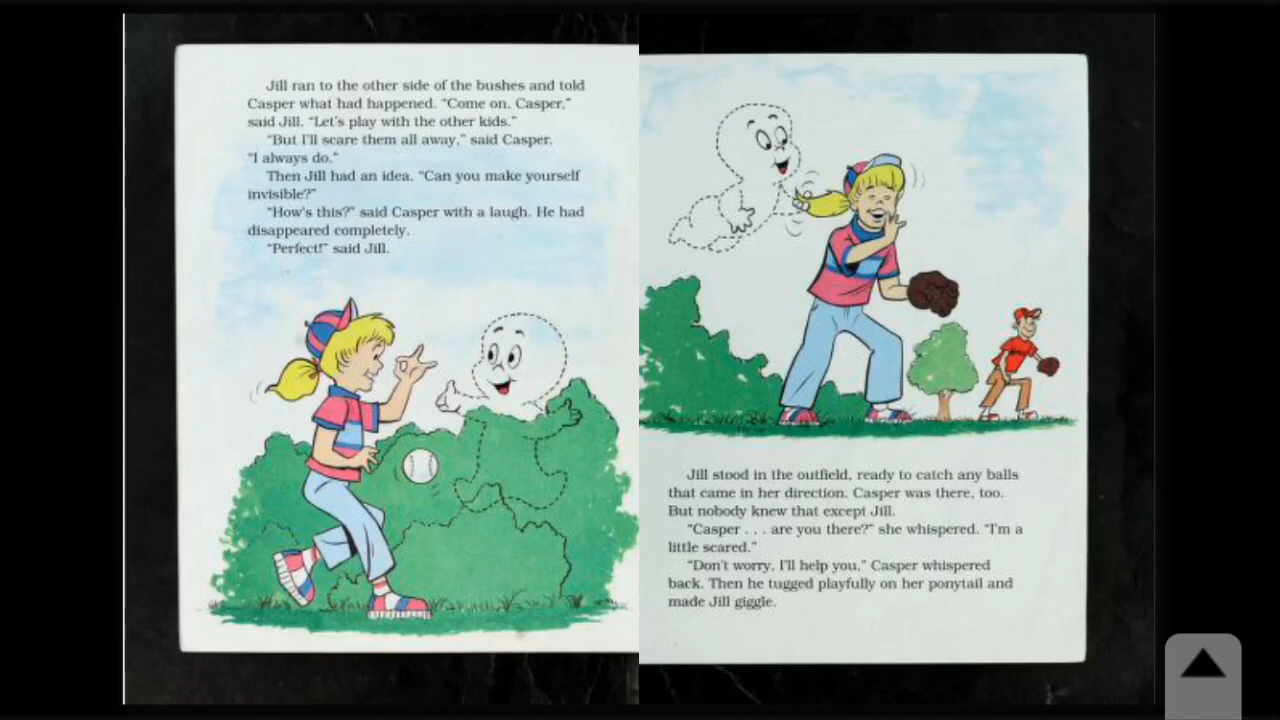 Jill ran to the other side of the bushes and told
Casper what had happened. “Come on, Casper,”
said Jill. “Let’s play with the other kids.”
“But I’ll scare them all away,” said Casper.
“I always do.”
Then Jill had an idea. “Can you make yourself
invisible?”
“How’s this?” said Casper with a laugh. He had
disappeared completely.
“Perfect!” said Jill.
Jill stood in the outfield, ready to catch any balls
that came in her direction. Casper was there, too.
But nobody knew that except Jill.
“Casper . . . are you there?” she whispered. “I’m a
little scared.”
“Don’t worry, I’ll help you,” Casper whispered
back. Then he tugged playfully on her ponytail and
made Jill giggle.